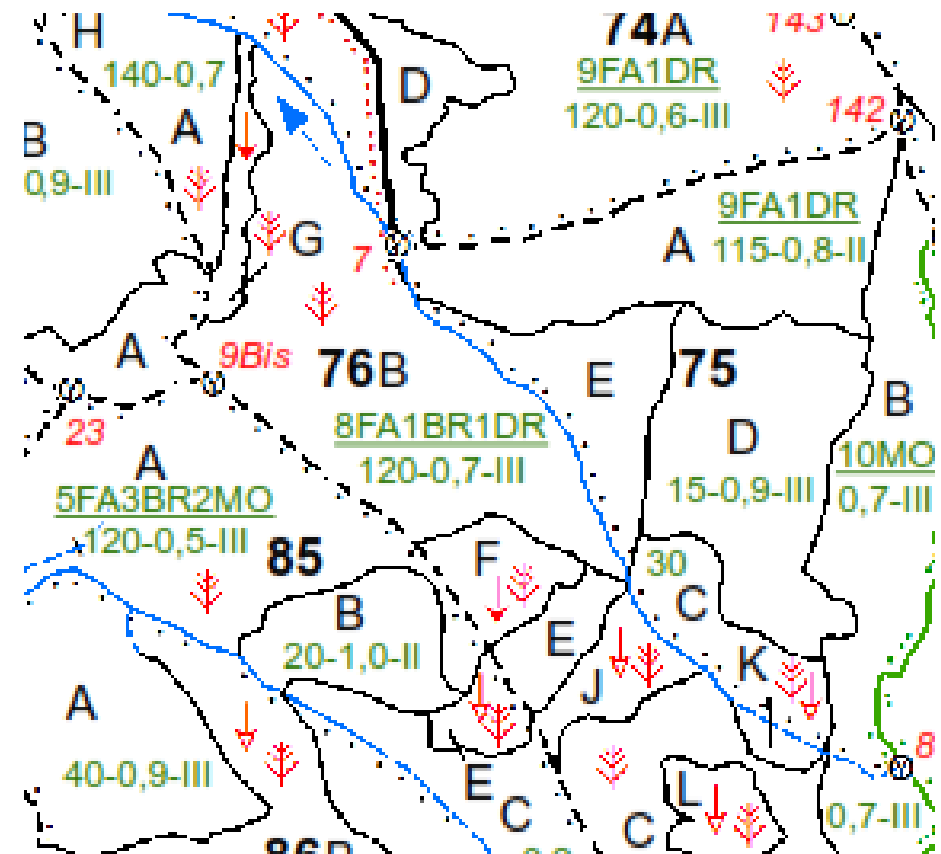 H
74A
143
140-0,7
D
9FA1DR
120-0,6-III
142
A
B
0,9-III
9FA1DR
G
7
A
115-0,8-II
A
9Bis
76B
E
75
B
23
8FA1BR1DR
D
10MO
A
120-0,7-III
15-0,9-III
0,7-III
5FA3BR2MO
120-0,5-III
85
F
30
B
C
20-1,0-II
E
K
J
A
8
40-0,9-III
E
L
C
C
0,7-III